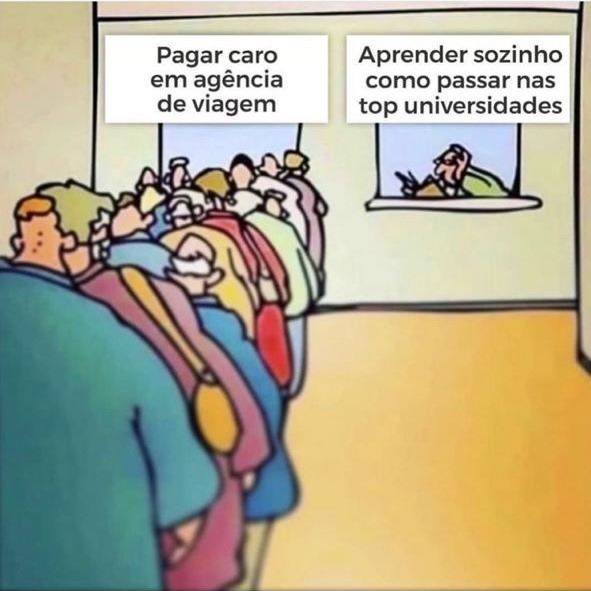 Pagar caro
em agência
de viagem
Aprender sozinho
como passar nas
top universidades